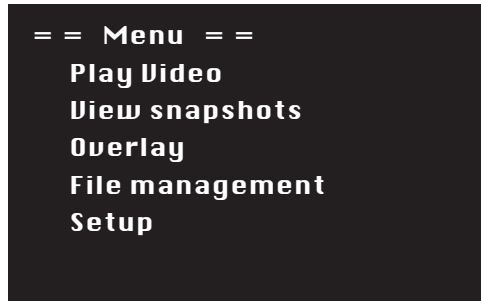 = = Menu = =
Play Video
View snapshots
Overlay
File management
Setup